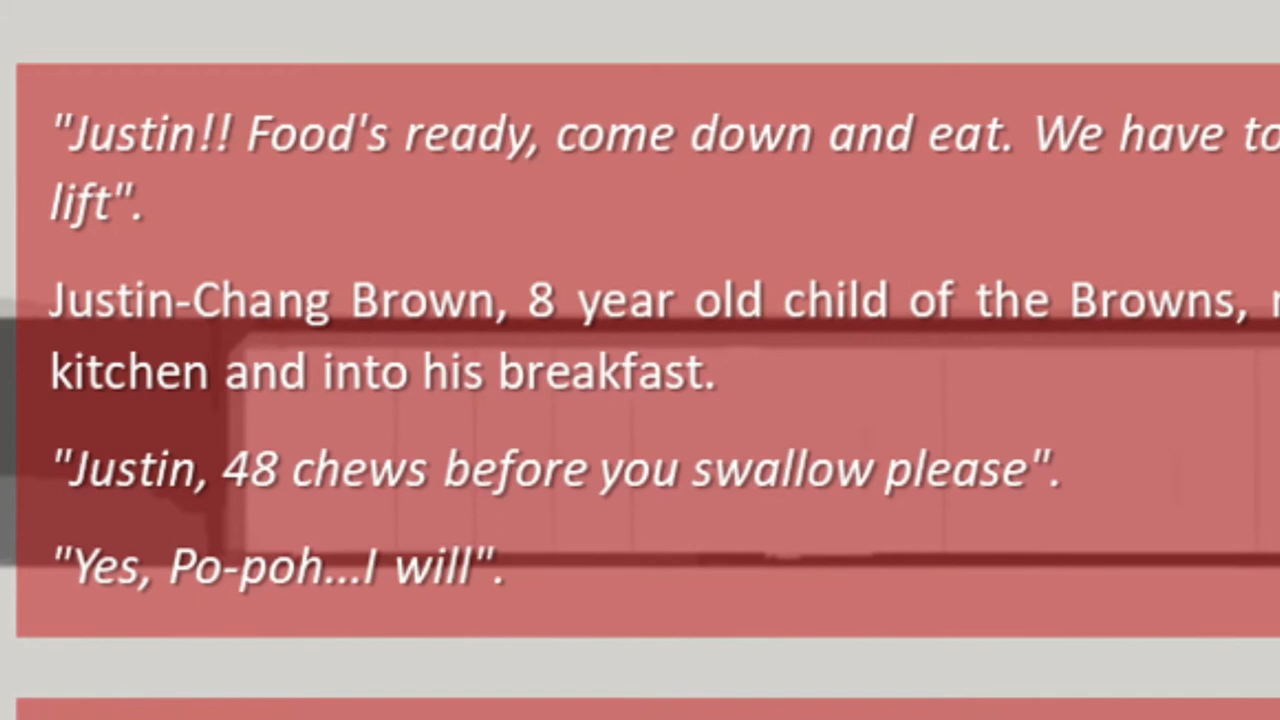 "Justin!! Food's ready, come down and eat. We have to
lift".
Justin-Chang Brown, 8 year old child of the Browns,
kitchen and into his breakfast.
"Justin, 48 chews before you swallow please".
"Yes, Po-poh...I will".